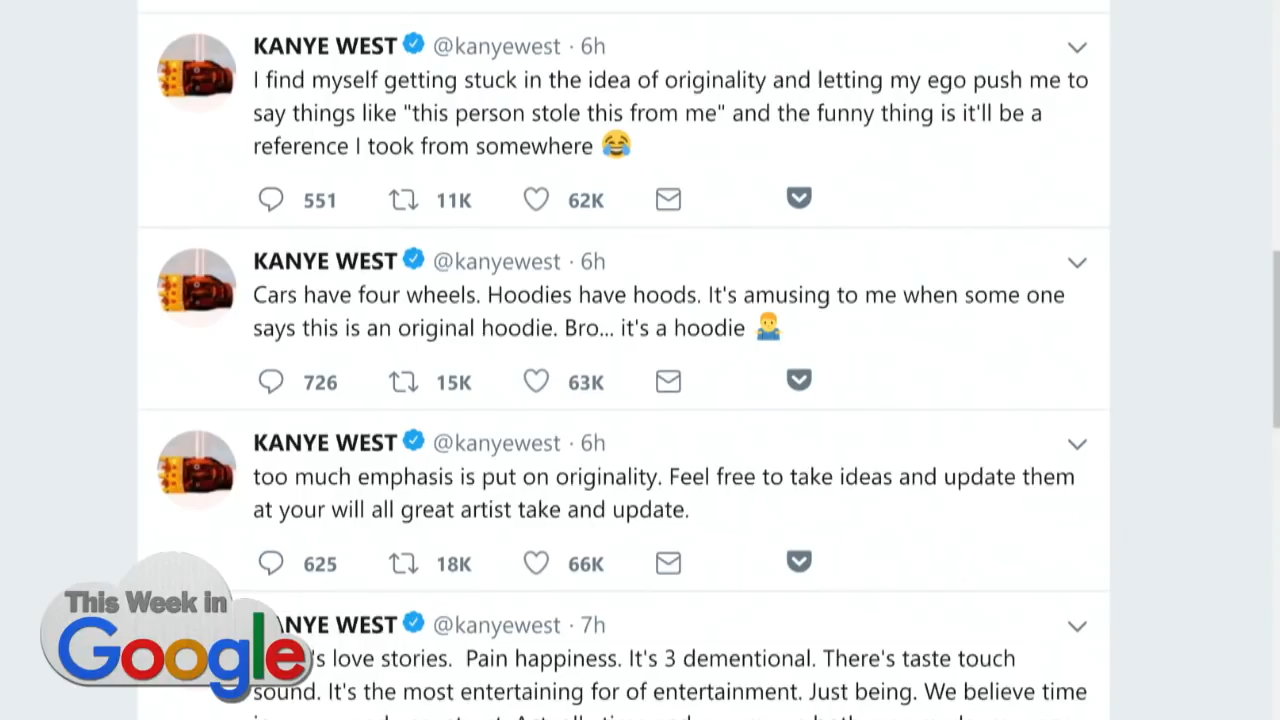 KANYE WEST @kanyewest · 6h
I find myself getting stuck in the idea of originality and letting my ego push me to
say things like "this person stole this from me" and the funny thing is it'll be a
reference I took from somewhere 😂
551 11K 62K
KANYE WEST @kanyewest · 6h
Cars have four wheels. Hoodies have hoods. It's amusing to me when some one
says this is an original hoodie. Bro... it's a hoodie 🤷‍♂️
726 15K 63K
KANYE WEST @kanyewest · 6h
too much emphasis is put on originality. Feel free to take ideas and update them
at your will all great artist take and update.
625 18K 66K
NYE WEST @kanyewest · 7h
's love stories. Pain happiness. It's 3 dementional. There's taste touch
sound. It's the most entertaining for of entertainment. Just being. We believe time
This Week in
Google